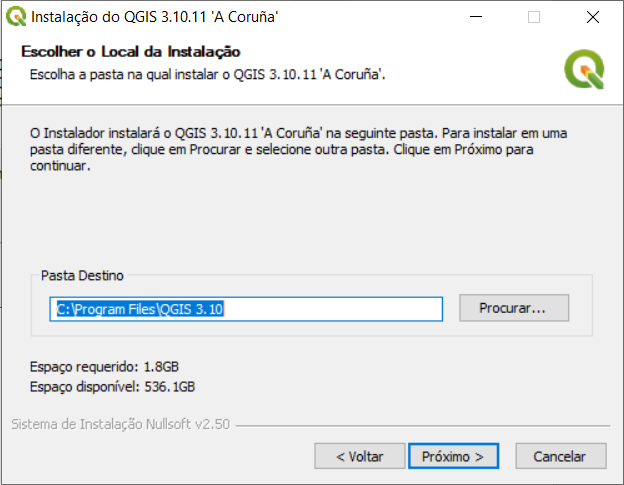 Instalação do QGIS 3.10.11 'A Coruña'
Escolher o Local da Instalação
Escolha a pasta na qual instalar o QGIS 3.10.11 'A Coruña'.
O Instalador instalará o QGIS 3.10.11 'A Coruña' na seguinte pasta. Para instalar em uma
pasta diferente, clique em Procurar e selecione outra pasta. Clique em Próximo para
continuar.
Pasta Destino
C:\Program Files\QGIS 3.10
Procurar...
Espaço requerido: 1.8GB
Espaço disponível: 536.1GB
Sistema de Instalação Nullsoft v2.50
< Voltar
Próximo >
Cancelar